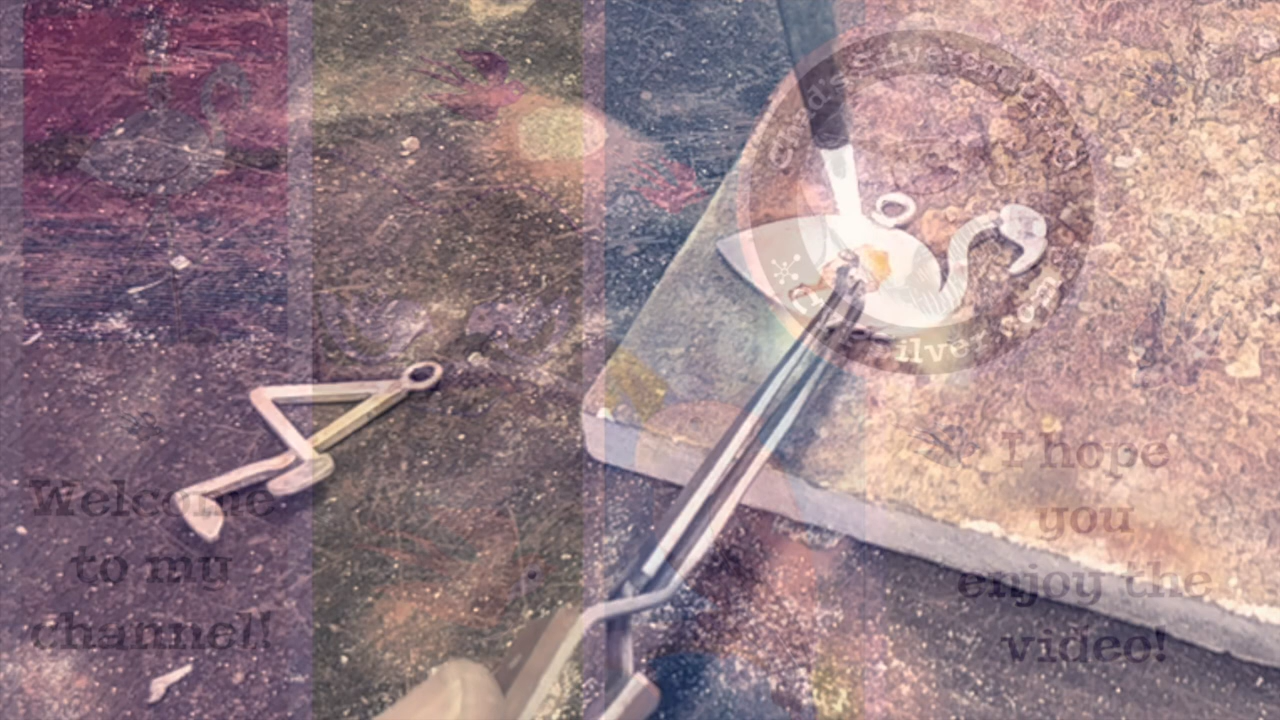 Welcome
to my
channel!
I hope
you
enjoy the
video!